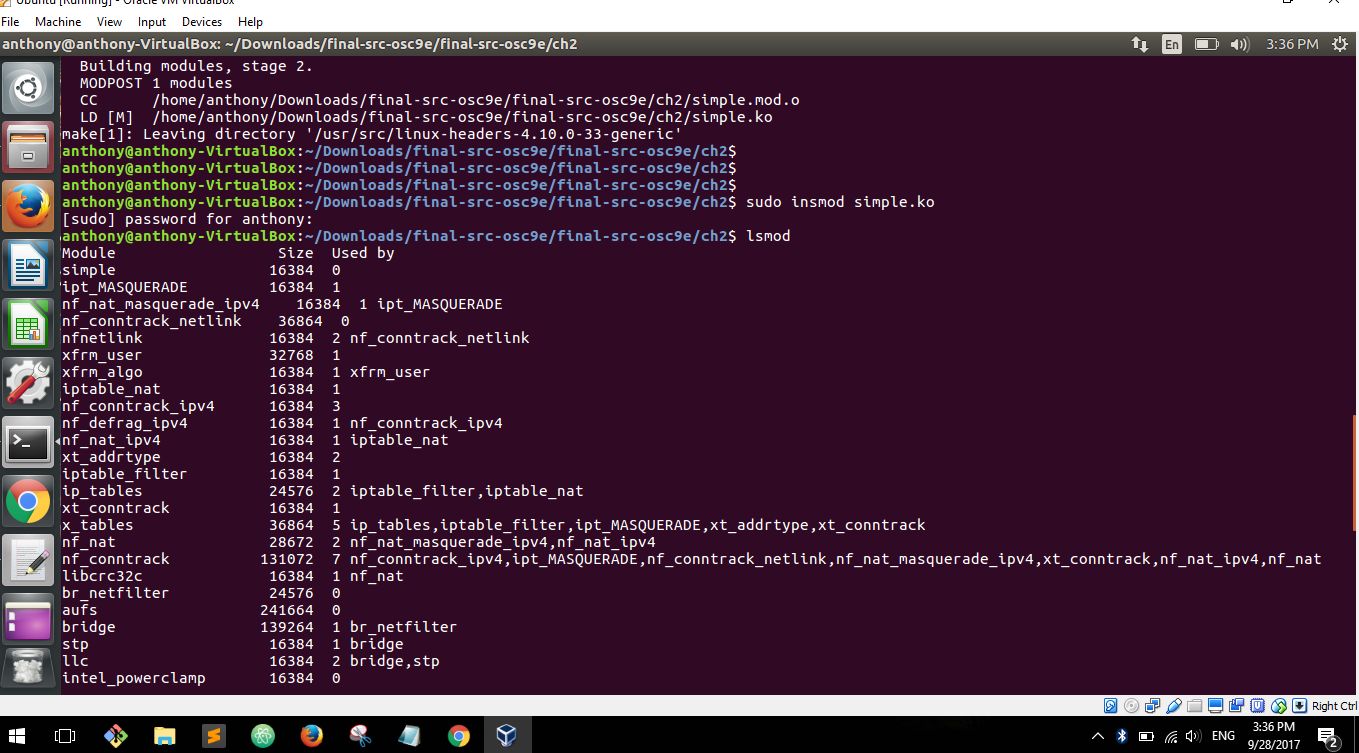 Ubuntu [Running] - Oracle VM VirtualBox
File Machine View Input Devices Help
anthony@anthony-VirtualBox: ~/Downloads/final-src-osc9e/final-src-osc9e/ch2
En
3:36 PM
  Building modules, stage 2.
  MODPOST 1 modules
  CC      /home/anthony/Downloads/final-src-osc9e/final-src-osc9e/ch2/simple.mod.o
  LD [M]  /home/anthony/Downloads/final-src-osc9e/final-src-osc9e/ch2/simple.ko
make[1]: Leaving directory '/usr/src/linux-headers-4.10.0-33-generic'
anthony@anthony-VirtualBox:~/Downloads/final-src-osc9e/final-src-osc9e/ch2$
anthony@anthony-VirtualBox:~/Downloads/final-src-osc9e/final-src-osc9e/ch2$
anthony@anthony-VirtualBox:~/Downloads/final-src-osc9e/final-src-osc9e/ch2$
anthony@anthony-VirtualBox:~/Downloads/final-src-osc9e/final-src-osc9e/ch2$ sudo insmod simple.ko
[sudo] password for anthony:
anthony@anthony-VirtualBox:~/Downloads/final-src-osc9e/final-src-osc9e/ch2$ lsmod
Module                  Size  Used by
simple                 16384  0
ipt_MASQUERADE         16384  1
nf_nat_masquerade_ipv4    16384  1 ipt_MASQUERADE
nf_conntrack_netlink    36864  0
nfnetlink              16384  2 nf_conntrack_netlink
xfrm_user              32768  1
xfrm_algo              16384  1 xfrm_user
iptable_nat            16384  1
nf_conntrack_ipv4      16384  3
nf_defrag_ipv4         16384  1 nf_conntrack_ipv4
nf_nat_ipv4            16384  1 iptable_nat
xt_addrtype            16384  2
iptable_filter         16384  1
ip_tables              24576  2 iptable_filter,iptable_nat
xt_conntrack           16384  1
x_tables               36864  5 ip_tables,iptable_filter,ipt_MASQUERADE,xt_addrtype,xt_conntrack
nf_nat                 28672  2 nf_nat_masquerade_ipv4,nf_nat_ipv4
nf_conntrack          131072  7 nf_conntrack_ipv4,ipt_MASQUERADE,nf_conntrack_netlink,nf_nat_masquerade_ipv4,xt_conntrack,nf_nat_ipv4,nf_nat
libcrc32c              16384  1 nf_nat
br_netfilter           24576  0
aufs                  241664  0
bridge                139264  1 br_netfilter
stp                    16384  1 bridge
llc                    16384  2 bridge,stp
intel_powerclamp       16384  0
Right Ctrl
ENG
3:36 PM
9/28/2017
2